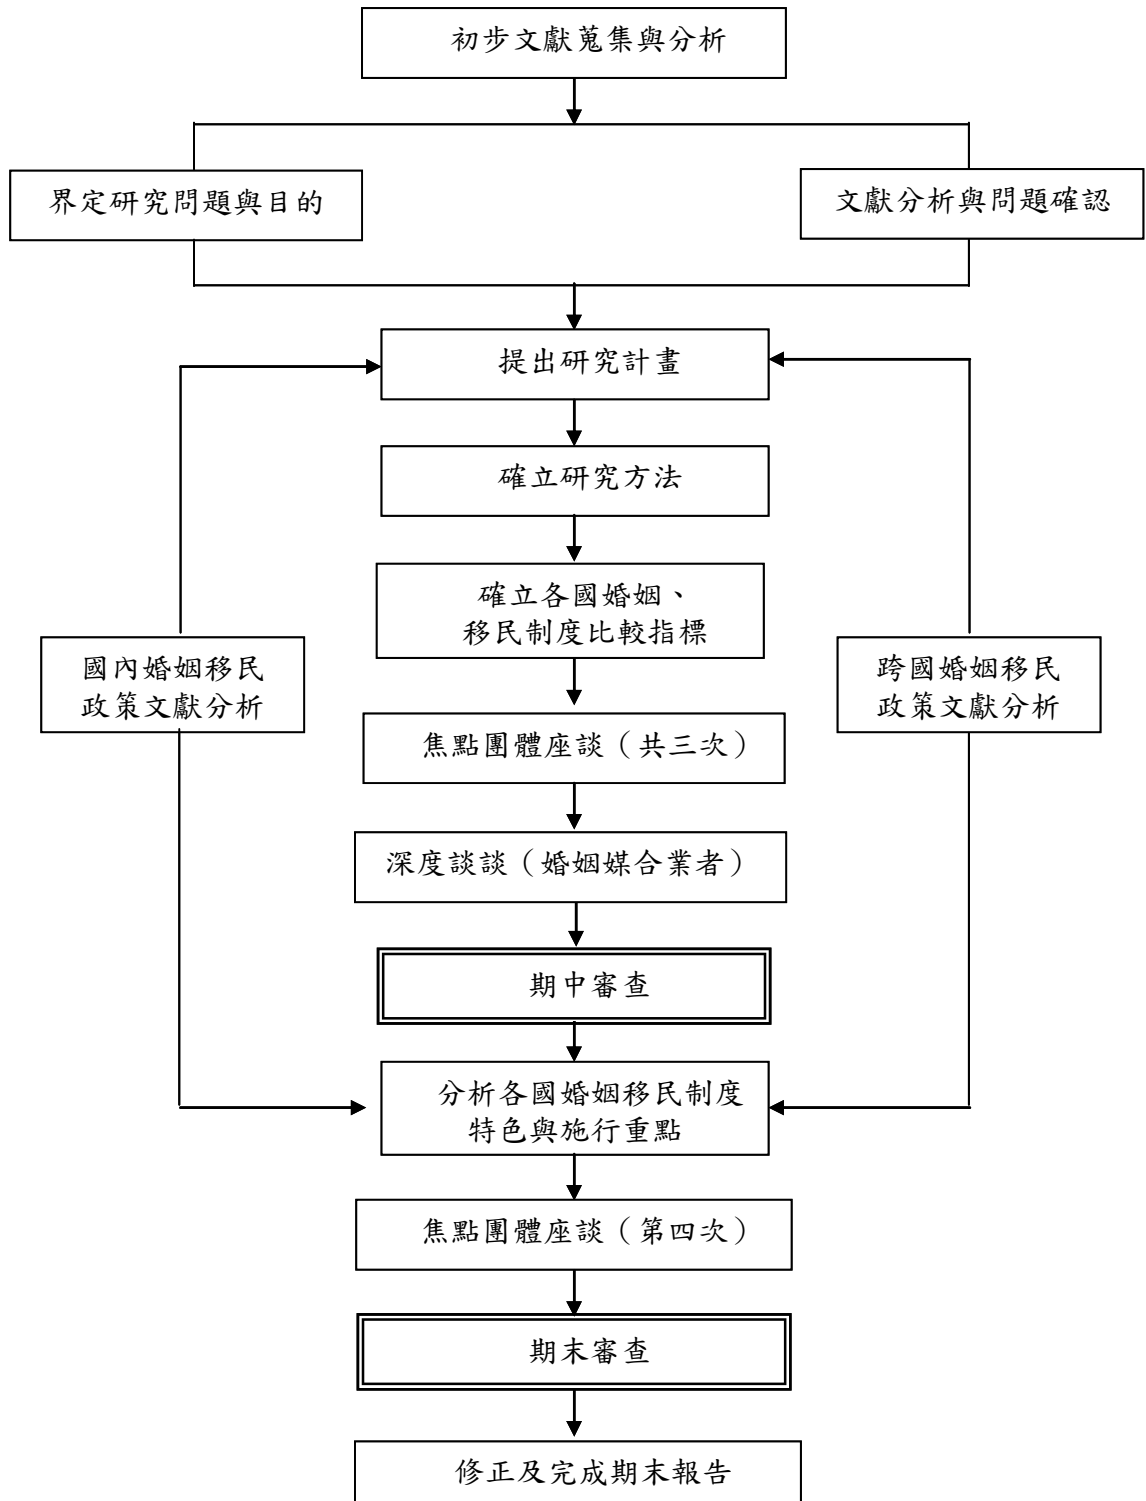 初步文獻蒐集與分析
界定研究問題與目的
文獻分析與問題確認
提出研究計畫
確立研究方法
確立各國婚姻、
移民制度比較指標
國內婚姻移民
政策文獻分析
跨國婚姻移民
政策文獻分析
焦點團體座談（共三次）
深度談談（婚姻媒合業者）
期中審查
分析各國婚姻移民制度
特色與施行重點
焦點團體座談（第四次）
期末審查
修正及完成期末報告